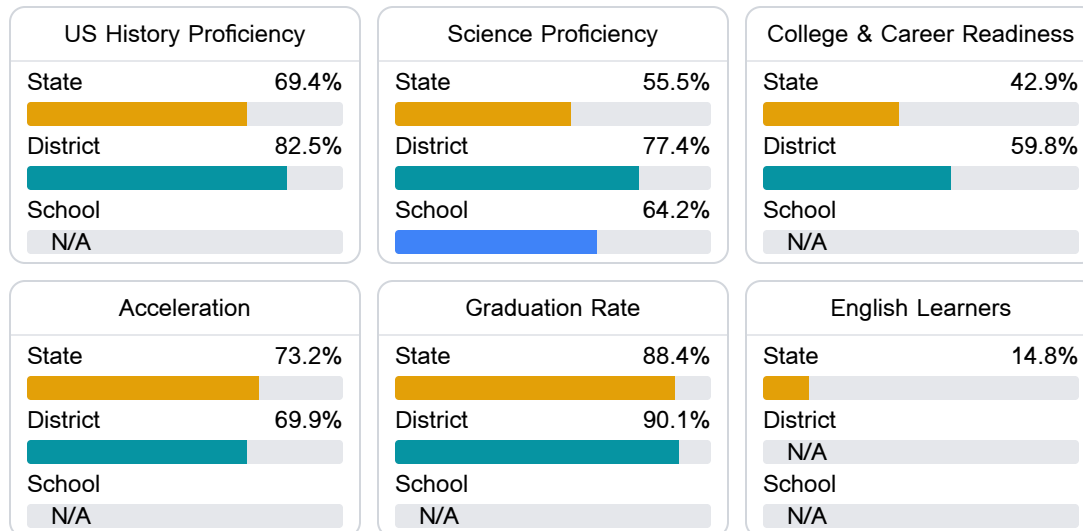 US History Proficiency
State 69.4%
District 82.5%
School
N/A
Science Proficiency
State 55.5%
District 77.4%
School 64.2%
College & Career Readiness
State 42.9%
District 59.8%
School
N/A
Acceleration
State 73.2%
District 69.9%
School
N/A
Graduation Rate
State 88.4%
District 90.1%
School
N/A
English Learners
State 14.8%
District
N/A
School
N/A